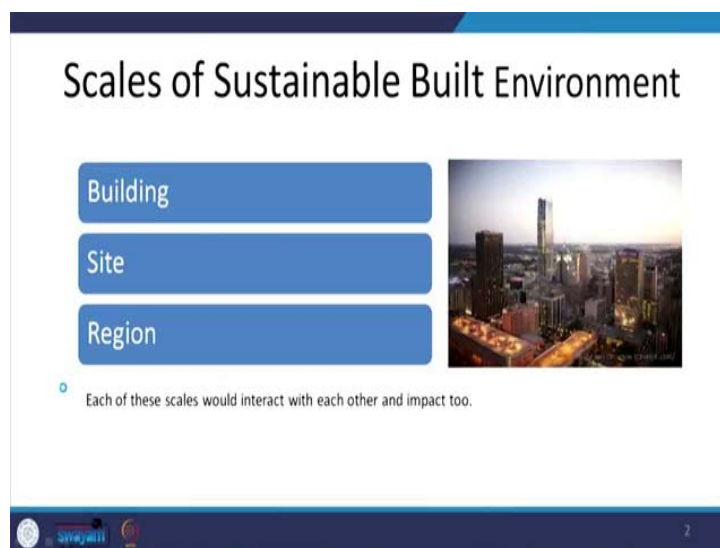 Scales of Sustainable Built Environment
Building
Site
Region
Each of these scales would interact with each other and impact too.
swayam
2